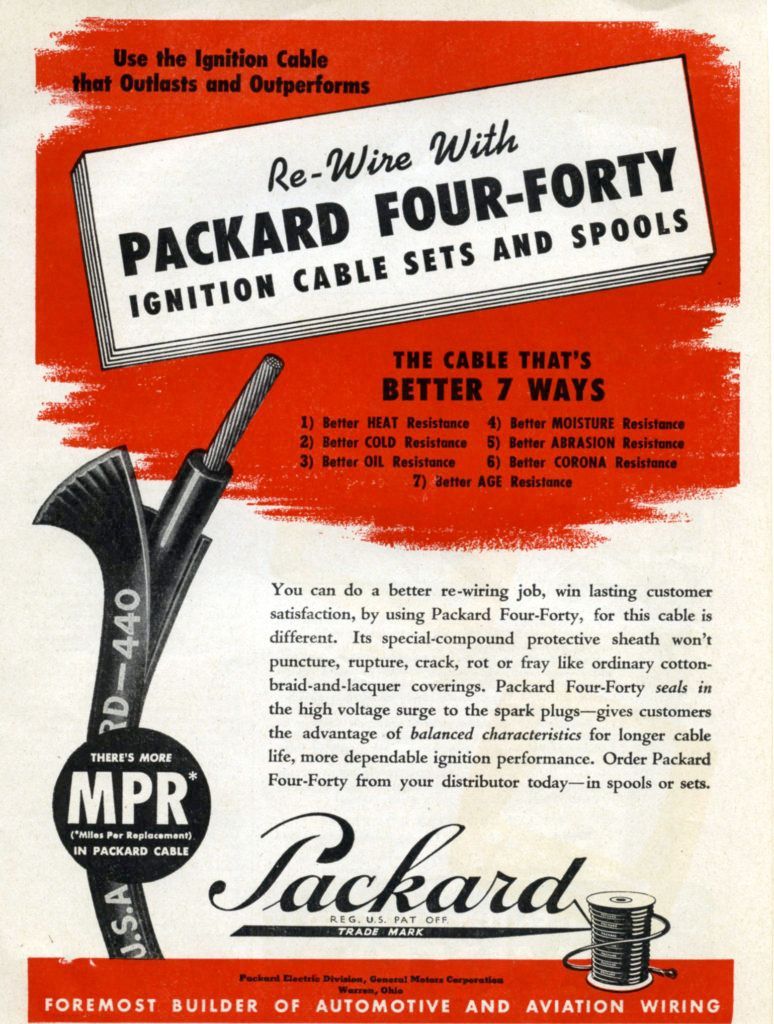 Use the Ignition Cable
that Outlasts and Outperforms
Re-Wire With
PACKARD FOUR-FORTY
IGNITION CABLE SETS AND SPOOLS
THE CABLE THAT'S
BETTER 7 WAYS
1) Better HEAT Resistance 4) Better MOISTURE Resistance
2) Better COLD Resistance 5) Better ABRASION Resistance
3) Better OIL Resistance 6) Better CORONA Resistance
7) Better AGE Resistance
You can do a better re-wiring job, win lasting customer
satisfaction, by using Packard Four-Forty, for this cable is
different. Its special-compound protective sheath won't
puncture, rupture, crack, rot or fray like ordinary cotton-
braid-and-lacquer coverings. Packard Four-Forty seals in
the high voltage surge to the spark plugs—gives customers
the advantage of balanced characteristics for longer cable
life, more dependable ignition performance. Order Packard
Four-Forty from your distributor today—in spools or sets.
RD—440
THERE'S MORE
MPR*
(*Miles Per Replacement)
IN PACKARD CABLE
U.S.A
Packard
REG. U.S. PAT OFF.
TRADE MARK
Packard Electric Division, General Motors Corporation
Warren, Ohio
FOREMOST BUILDER OF AUTOMOTIVE AND AVIATION WIRING